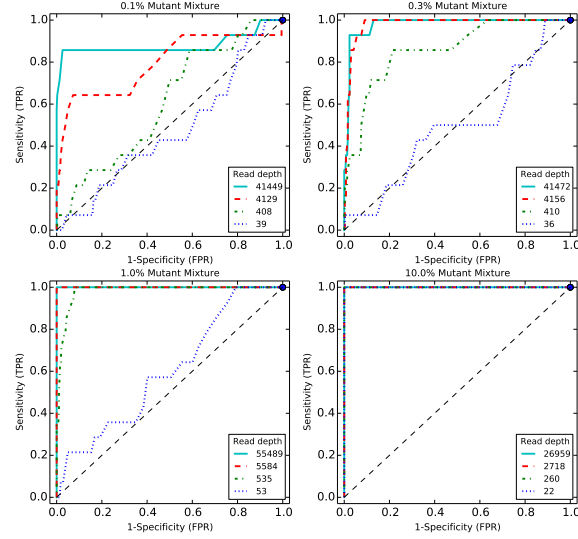 0.1% Mutant Mixture
1.0
0.8
0.6
0.4
0.2
0.0
Sensitivity (TPR)
0.0 0.2 0.4 0.6 0.8 1.0
1-Specificity (FPR)
Read depth
41449
4129
408
39
0.3% Mutant Mixture
1.0
0.8
0.6
0.4
0.2
0.0
Sensitivity (TPR)
0.0 0.2 0.4 0.6 0.8 1.0
1-Specificity (FPR)
Read depth
41472
4156
410
36
1.0% Mutant Mixture
1.0
0.8
0.6
0.4
0.2
0.0
Sensitivity (TPR)
0.0 0.2 0.4 0.6 0.8 1.0
1-Specificity (FPR)
Read depth
55489
5584
535
53
10.0% Mutant Mixture
1.0
0.8
0.6
0.4
0.2
0.0
Sensitivity (TPR)
0.0 0.2 0.4 0.6 0.8 1.0
1-Specificity (FPR)
Read depth
26959
2718
260
22